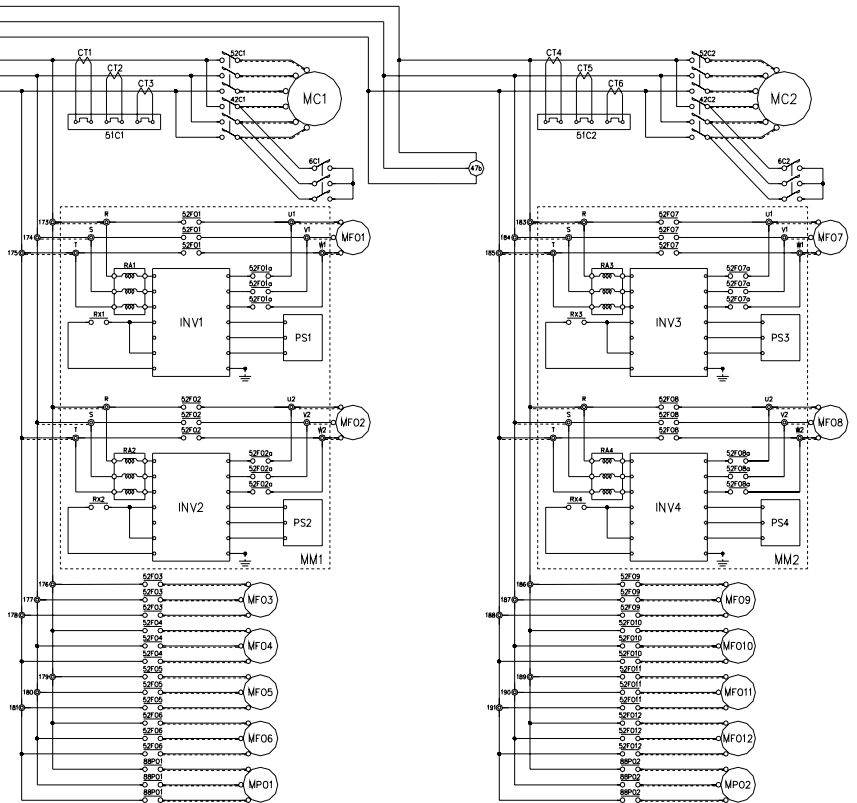 CT1
CT2
CT3
52C1
42C1
MC1
51C1
6C1
47b
CT4
CT5
CT6
52C2
42C2
MC2
51C2
6C2
173
174
175
R
S
T
52F01
52F01
52F01
U1
V1
W1
MF01
RA1
52F01a
52F01a
52F01a
RX1
INV1
PS1
R
S
T
52F02
52F02
52F02
U2
V2
W2
MF02
RA2
52F02a
52F02a
52F02a
RX2
INV2
PS2
MM1
183
184
185
R
S
T
52F07
52F07
52F07
U1
V1
W1
MF07
RA3
52F07a
52F07a
52F07a
RX3
INV3
PS3
R
S
T
52F08
52F08
52F08
U2
V2
W2
MF08
RA4
52F08a
52F08a
52F08a
RX4
INV4
PS4
MM2
176
177
178
52F03
52F03
52F03
MF03
52F04
52F04
52F04
MF04
179
180
181
52F05
52F05
52F05
MF05
52F06
52F06
52F06
MF06
88P01
88P01
88P01
MP01
186
187
188
52F09
52F09
52F09
MF09
52F010
52F010
52F010
MF010
189
190
191
52F011
52F011
52F011
MF011
52F012
52F012
52F012
MF012
88P02
88P02
88P02
MP02